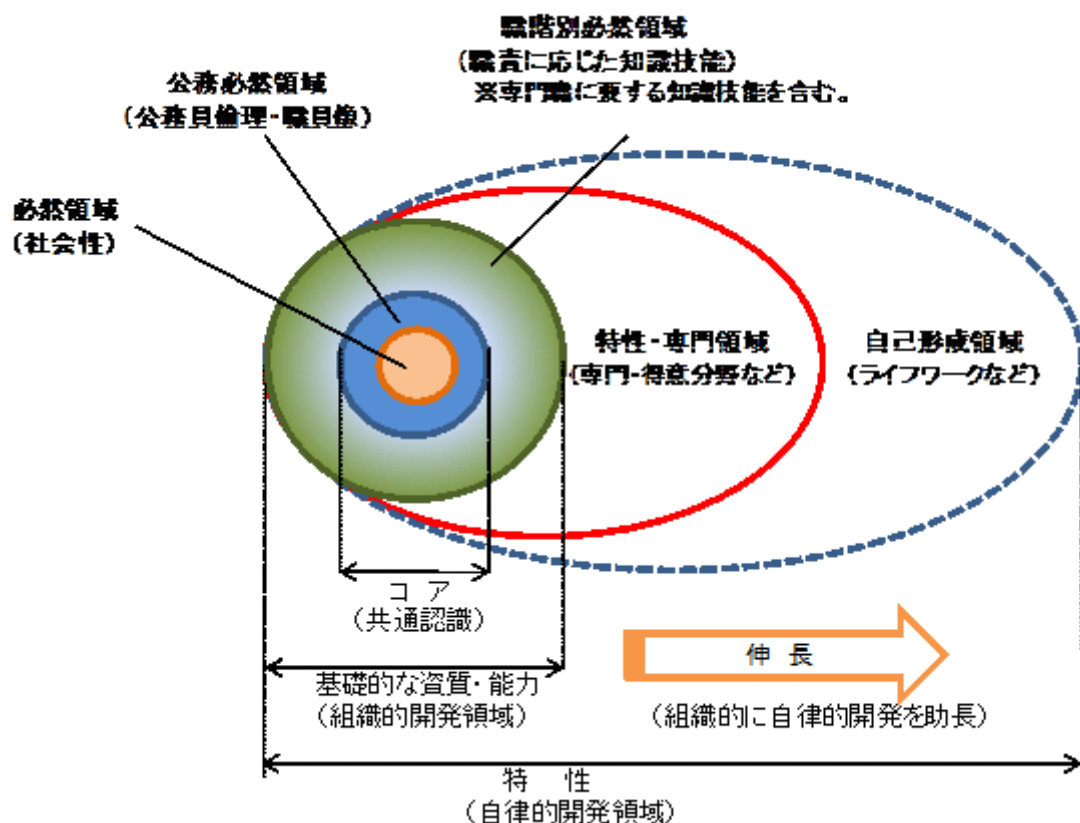 職階別必然領域
(職責に応じた知識技能)
※専門職に要する知識技能を含む。
公務必然領域
(公務員倫理・職員像)
必然領域
(社会性)
特性・専門領域
(専門・得意分野など)
自己形成領域
(ライフワークなど)
コ ア
(共通認識)
伸 長
基礎的な資質・能力
(組織的開発領域)
(組織的に自律的開発を助長)
特 性
(自律的開発領域)